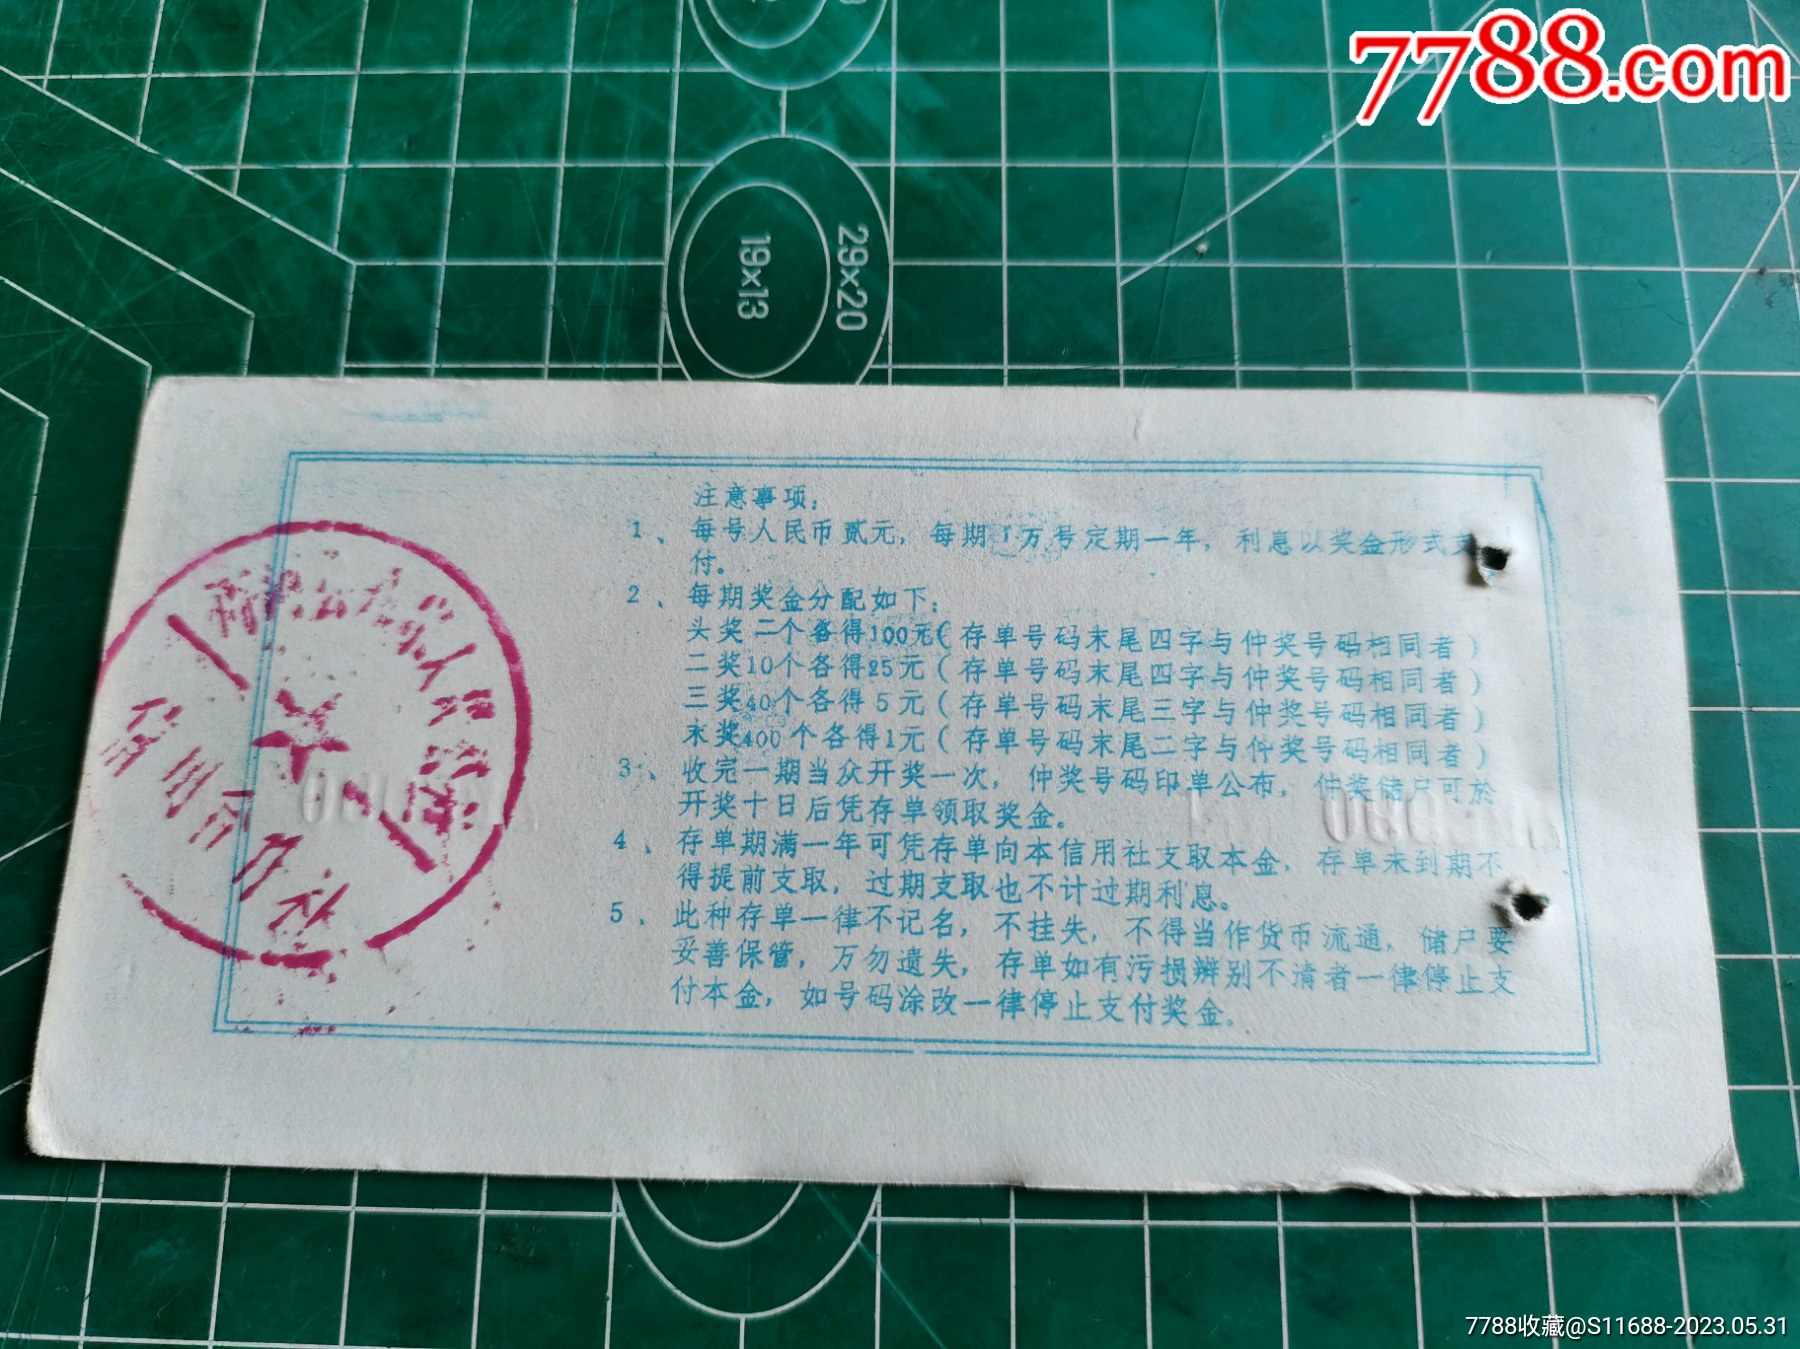 7788.com
19×13
29×20
注意事项:
1、每号人民币贰元,每期1万号定期一年,利息以奖金形式支
付。
2、每期奖金分配如下:
头奖二个各得100元(存单号码末尾四字与仲奖号码相同者)
二奖10个各得25元(存单号码末尾四字与仲奖号码相同者)
三奖40个各得5元(存单号码末尾三字与仲奖号码相同者)
末奖400个各得1元(存单号码末尾二字与仲奖号码相同者)
3、收完一期当众开奖一次,仲奖号码印单公布,仲奖储户可於
开奖十日后凭存单领取奖金。
4、存单期满一年可凭存单向本信用社支取本金,存单未到期不
得提前支取,过期支取也不计过期利息。
5、此种存单一律不记名,不挂失,不得当作货币流通,储户要
妥善保管,万勿遗失,存单如有污损辨别不清者一律停止支
付本金,如号码涂改一律停止支付奖金。
7788收藏@S11688-2023.05.31